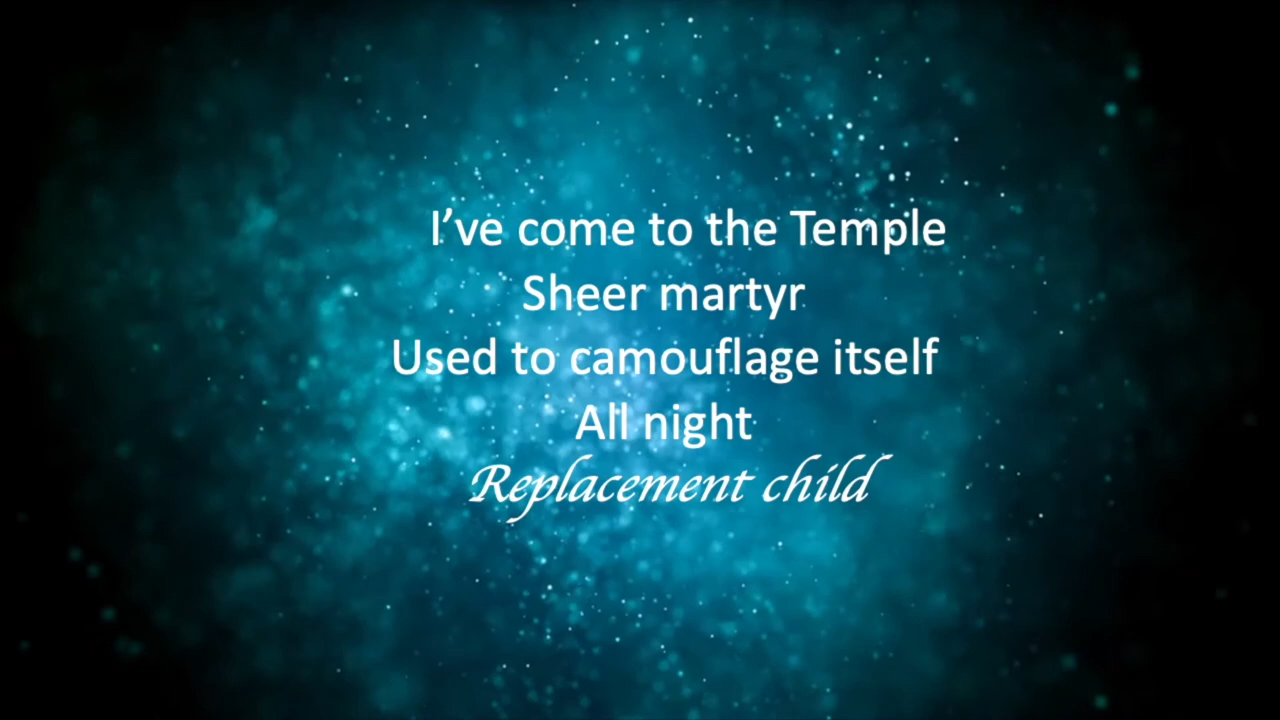 I’ve come to the Temple
Sheer martyr
Used to camouflage itself
All night
Replacement child